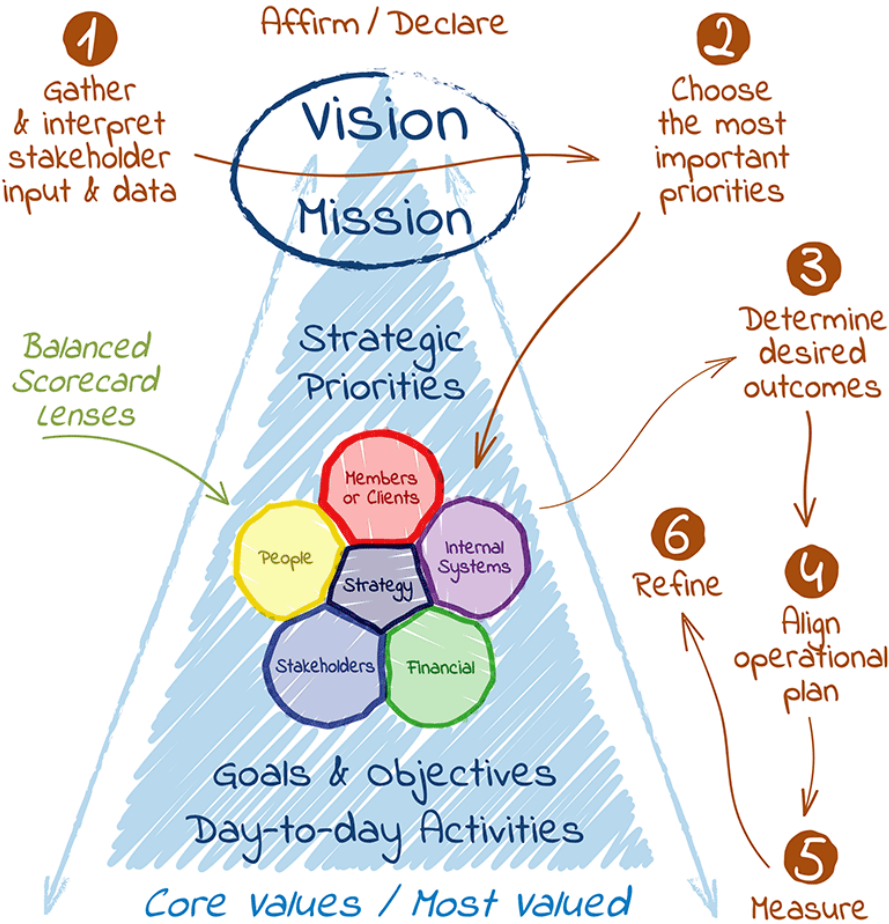 Affirm / Declare
1
Gather
& interpret
stakeholder
input & data
Vision
Mission
2
Choose
the most
important
priorities
3
Determine
desired
outcomes
Strategic
Priorities
Balanced
Scorecard
Lenses
Members
or Clients
People
Internal
Systems
Strategy
Stakeholders
Financial
4
Align
operational
plan
5
Measure
6
Refine
Goals & Objectives
Day-to-day Activities
Core Values / Most Valued